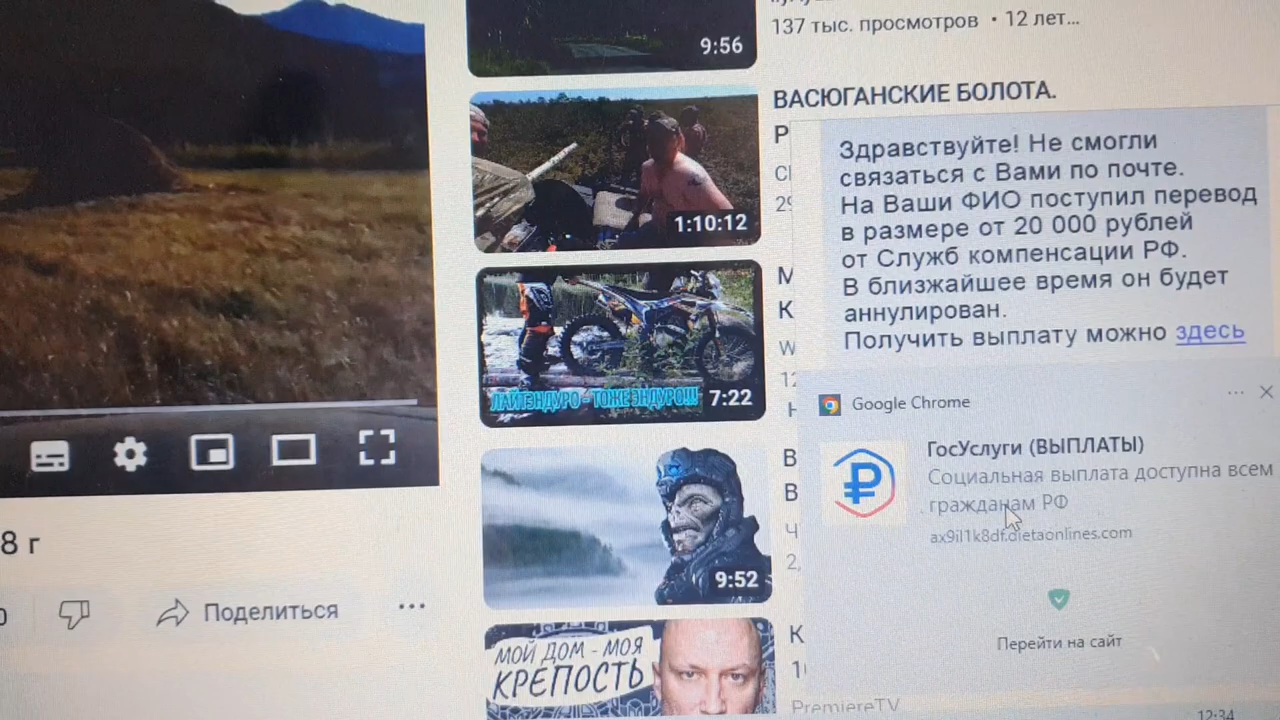 137 тыс. просмотров • 12 лет…
9:56
ВАСЮГАНСКИЕ БОЛОТА.
1:10:12
Здравствуйте! Не смогли
связаться с Вами по почте.
На Ваши ФИО поступил перевод
в размере от 20 000 рублей
от Служб компенсации РФ.
В близжайшее время он будет
аннулирован.
Получить выплату можно здесь
ЛАЙТЭНДУРО - ТОЖЕ ЭНДУРО!!!
7:22
Google Chrome
ГосУслуги (ВЫПЛАТЫ)
Социальная выплата доступна всем
гражданам РФ
ax9il1k8df.dietaonlines.com
Перейти на сайт
9:52
8 г
Поделиться
МОЙ ДОМ - МОЯ
КРЕПОСТЬ
PremiereTV
12:34